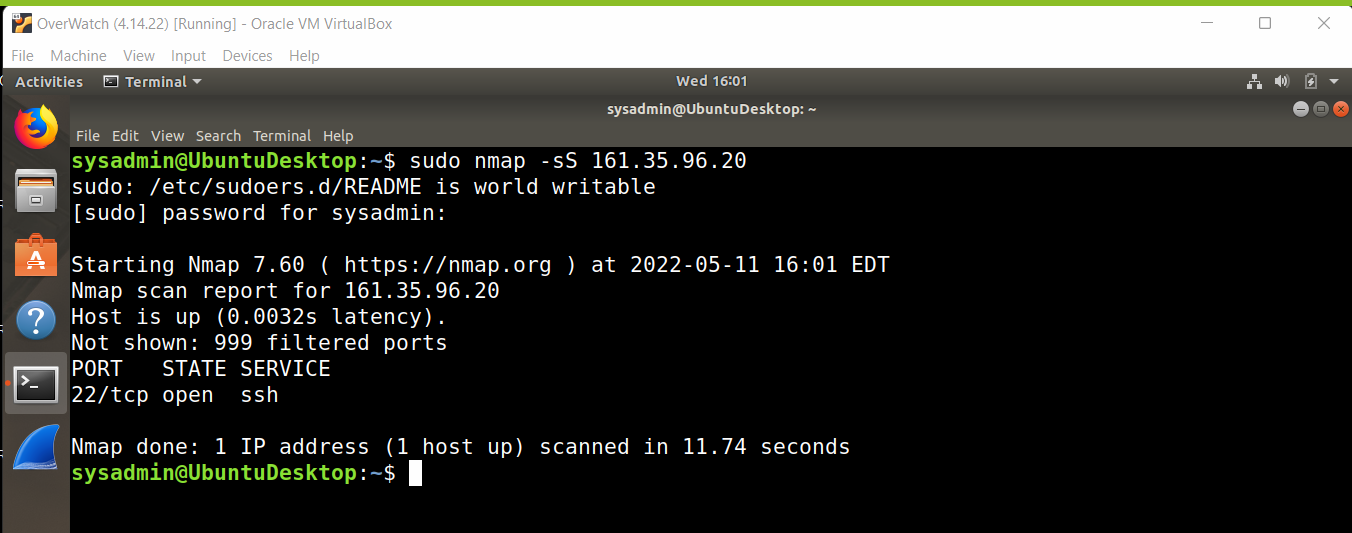 OverWatch (4.14.22) [Running] - Oracle VM VirtualBox
File Machine View Input Devices Help
Activities Terminal Wed 16:01
sysadmin@UbuntuDesktop: ~
File Edit View Search Terminal Help
sysadmin@UbuntuDesktop:~$ sudo nmap -sS 161.35.96.20
sudo: /etc/sudoers.d/README is world writable
[sudo] password for sysadmin:
Starting Nmap 7.60 ( https://nmap.org ) at 2022-05-11 16:01 EDT
Nmap scan report for 161.35.96.20
Host is up (0.0032s latency).
Not shown: 999 filtered ports
PORT   STATE SERVICE
22/tcp open  ssh
Nmap done: 1 IP address (1 host up) scanned in 11.74 seconds
sysadmin@UbuntuDesktop:~$